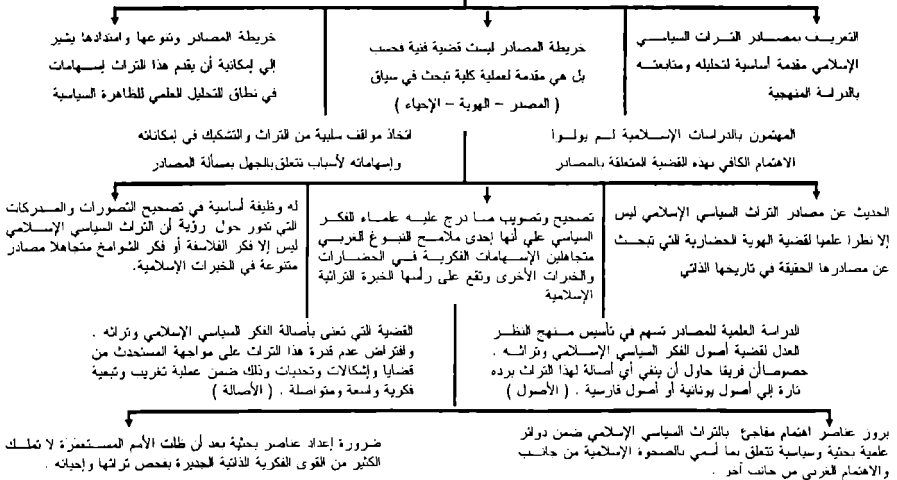 التعريف بمصادر التراث السياسي
الإسلامي مقدمة أساسية لتحليله ومتابعته
بالدراسة المنهجية
خريطة المصادر ليست قضية فنية فحسب
بل هي مقدمة لعملية كلية تبحث في سياق
( المصدر - الهوية - الإحياء )
خريطة المصادر وتنوعها وامتدادها يشير
إلي إمكانية أن يقدم هذا التراث إسهامات
في نطاق التحليل العلمي للظاهرة السياسية
المهتمون بالدراسات الإسلامية لم يولوا
الاهتمام الكافي بهذه القضية المتعلقة بالمصادر
اتخاذ مواقف سلبية من التراث والتشكيك في إمكاناته
وإسهاماته لأسباب تتعلق بالجهل بمسألة المصادر
الحديث عن مصادر التراث السياسي الإسلامي ليس
إلا نظرا علميا لقضية الهوية الحضارية التي تبحث
عن مصادرها الحقيقة في تاريخها الذاتي
تصحيح وتصويب ما درج عليه علماء الفكر
السياسي علي أنها إحدى ملامح النبوغ الغربي
متجاهلين الإسهامات الفكرية في الحضارات
والخبرات الأخرى وتقع على رأسها الخبرة التراثية
الإسلامية
له وظيفة أساسية في تصحيح التصورات والمدركات
التي تدور حول رؤية أن التراث السياسي الإسلامي
ليس إلا فكر الفلاسفة أو فكر الشوامخ متجاهلا مصادر
متنوعة في الخبرات الإسلامية.
الدراسة العلمية للمصادر تسهم في تأسيس منهج النظر
العدل لقضية أصول الفكر السياسي الإسلامي وتراثه .
خصوصا أن فريقا حاول أن ينفي أي أصالة لهذا التراث برده
تارة إلي أصول يونانية أو أصول فارسية . ( الأصول )
القضية التي تعنى بأصالة الفكر السياسي الإسلامي وتراثه .
وافتراض عدم قدرة هذا التراث على مواجهة المستحدث من
قضايا وإشكالات وتحديات وذلك ضمن عملية تغريب وتبعية
فكرية واسعة ومتواصلة . ( الأصالة )
بروز عناصر اهتمام مفاجئ بالتراث السياسي الإسلامي ضمن دوائر
علمية بحثية وسياسية تتعلق بما أسمي بالصحوة الإسلامية من جانب
والاهتمام الغربي من جانب آخر .
ضرورة إعداد عناصر بحثية بعد أن ظلت الأمم المستعمرة لا تملك
الكثير من القوى الفكرية الذاتية الجديرة بفحص تراثها وإحيائه .